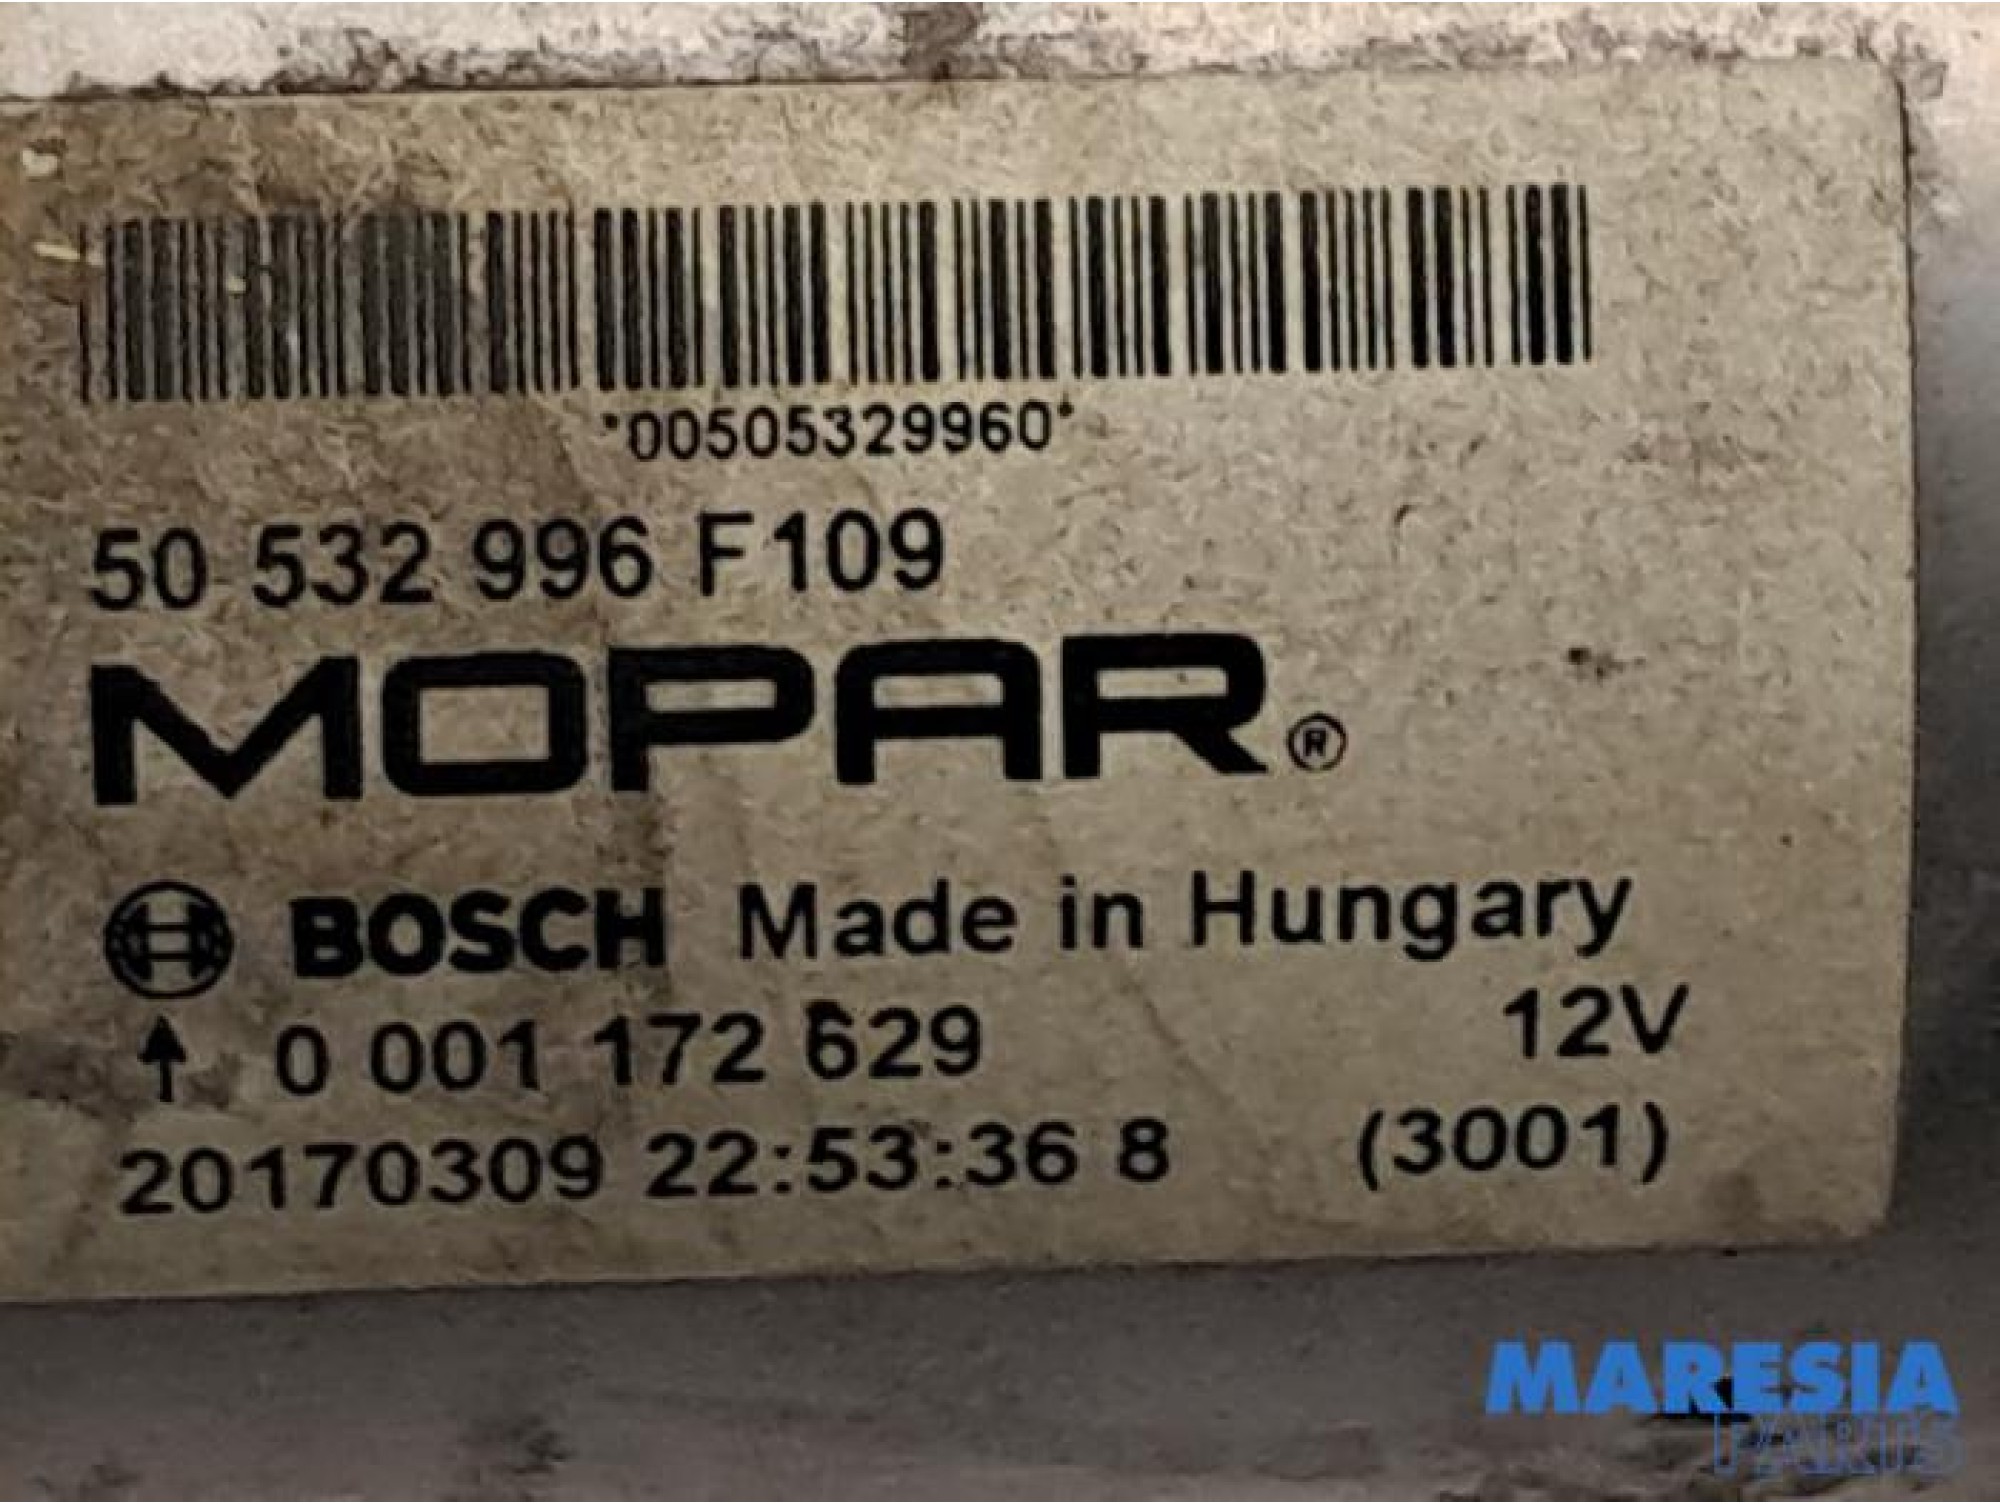 *00505329960*
50 532 996 F109
MOPAR®
BOSCH Made in Hungary
↑ 0 001 172 629 12V
20170309 22:53:36 8 (3001)
MARESIA
PARTS